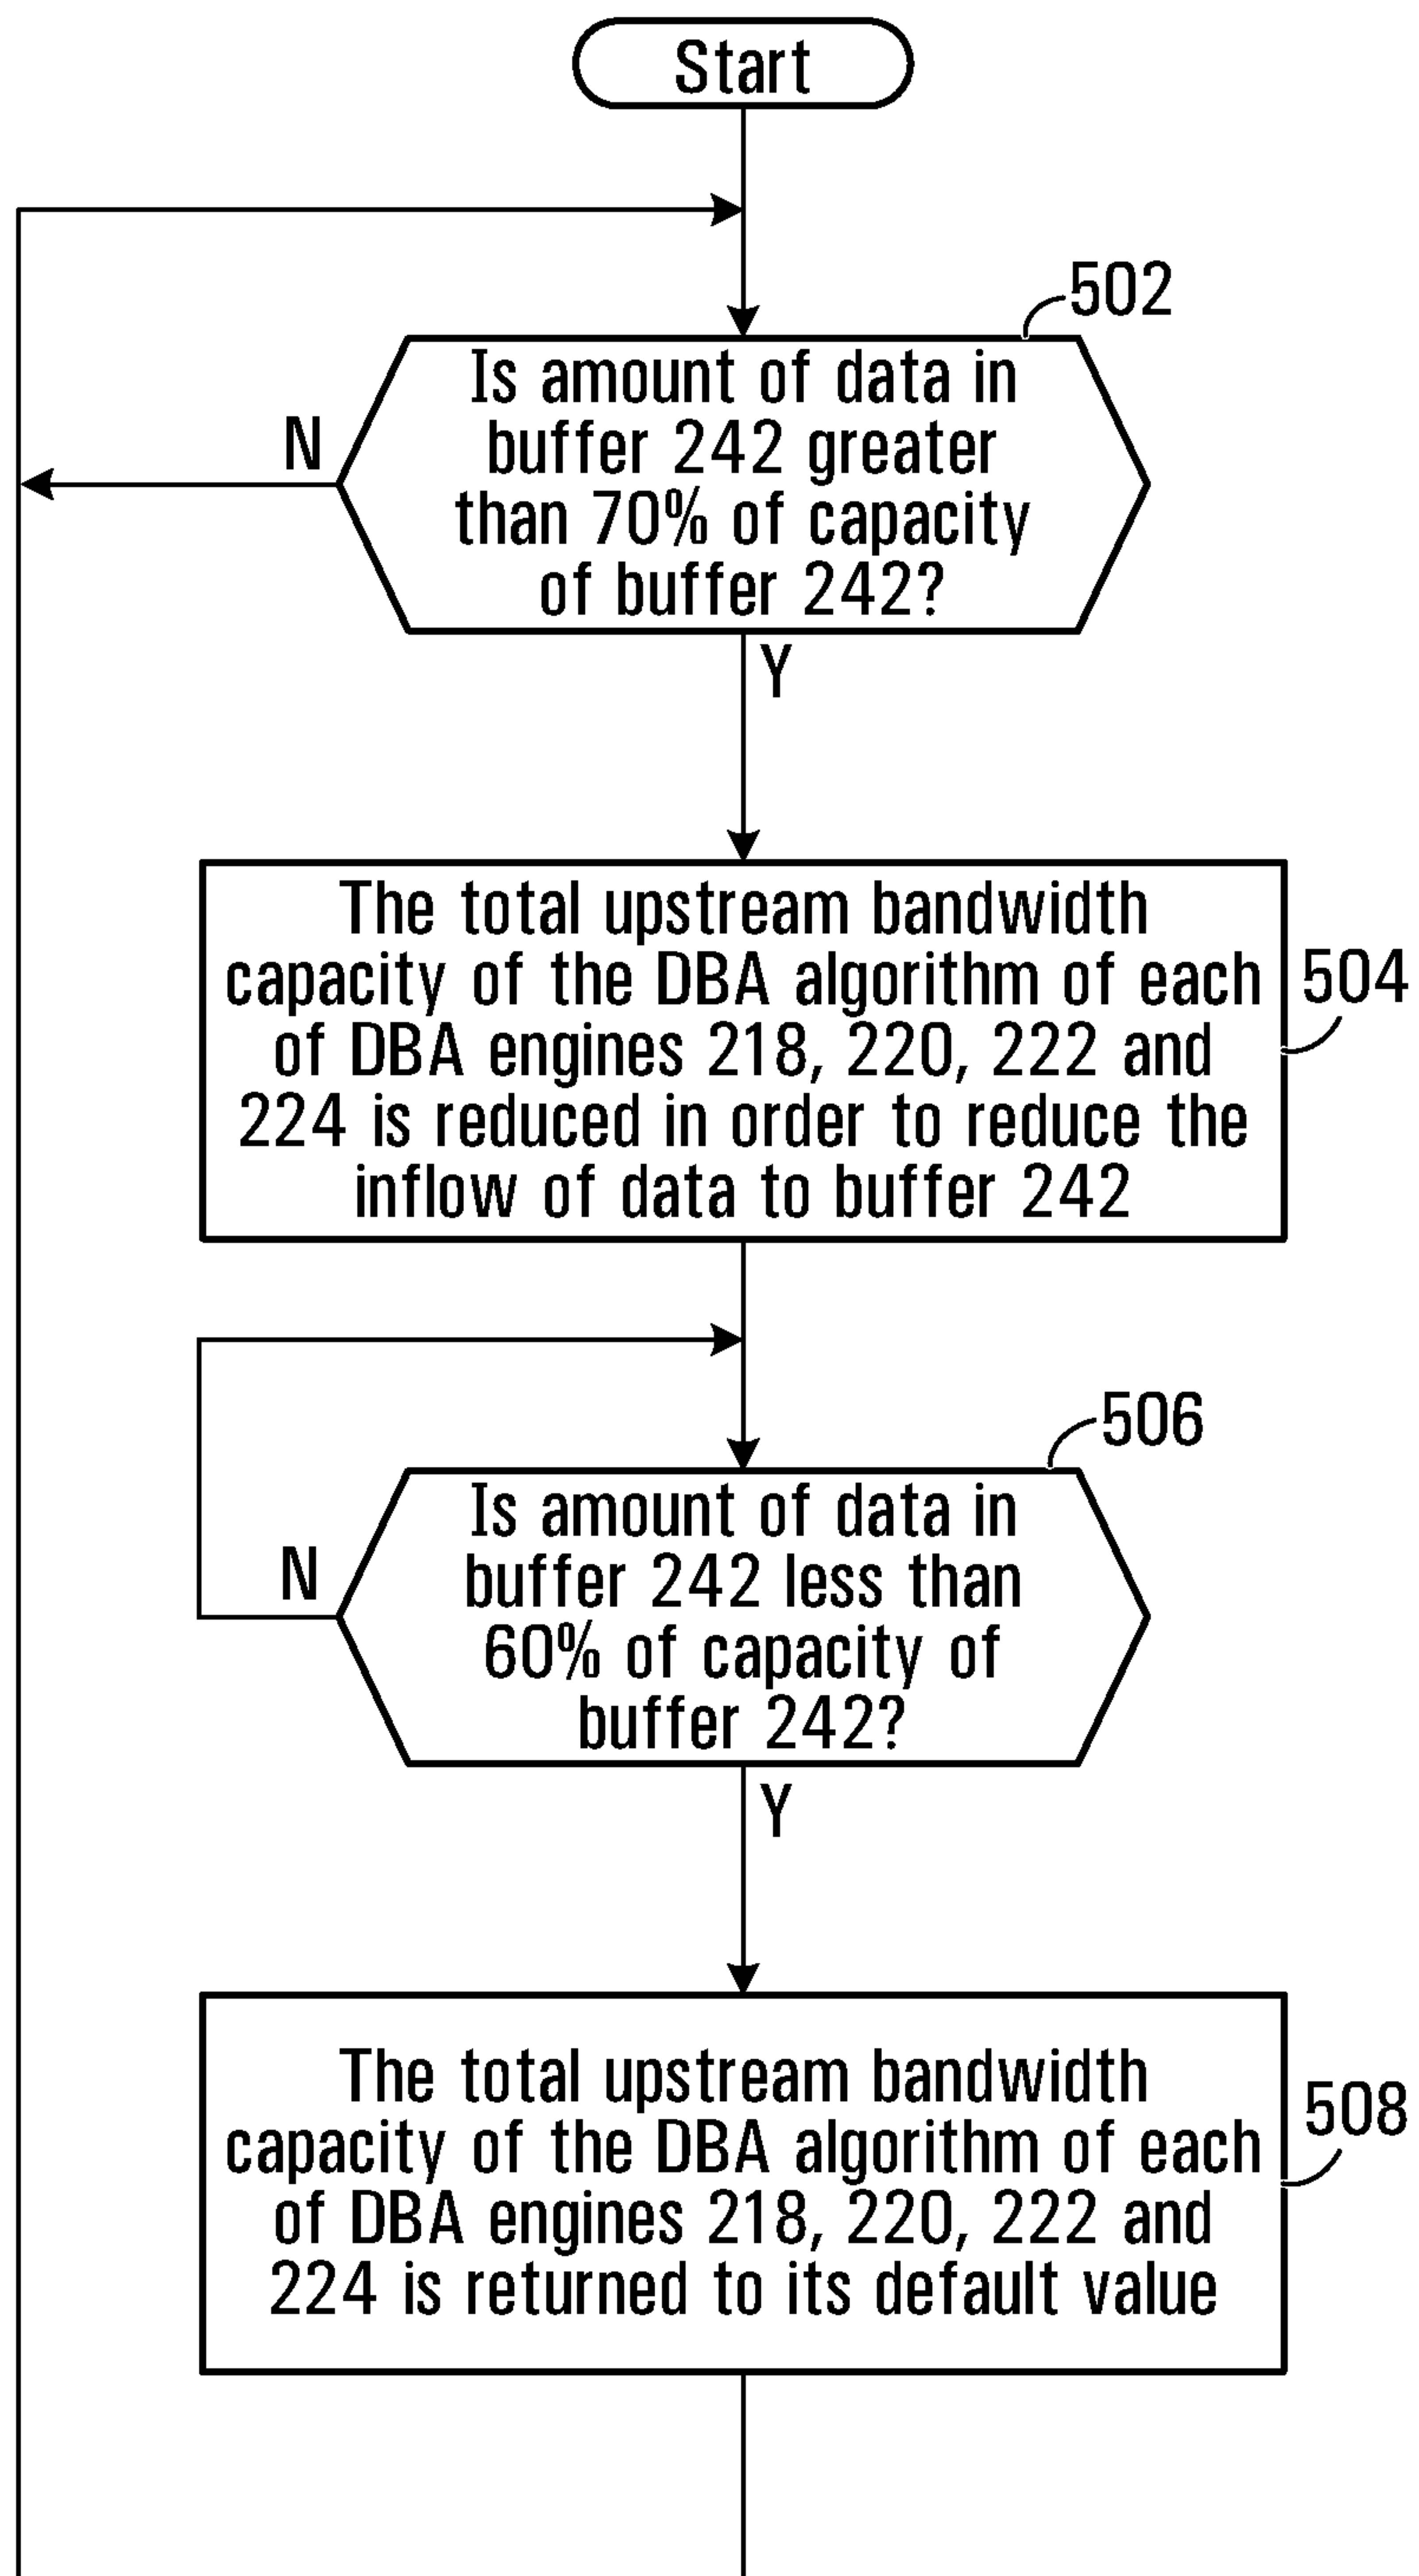 Start
502
Is amount of data in
buffer 242 greater
than 70% of capacity
of buffer 242?
N
Y
The total upstream bandwidth
capacity of the DBA algorithm of each
of DBA engines 218, 220, 222 and
224 is reduced in order to reduce the
inflow of data to buffer 242
504
506
Is amount of data in
buffer 242 less than
60% of capacity of
buffer 242?
N
Y
The total upstream bandwidth
capacity of the DBA algorithm of each
of DBA engines 218, 220, 222 and
224 is returned to its default value
508